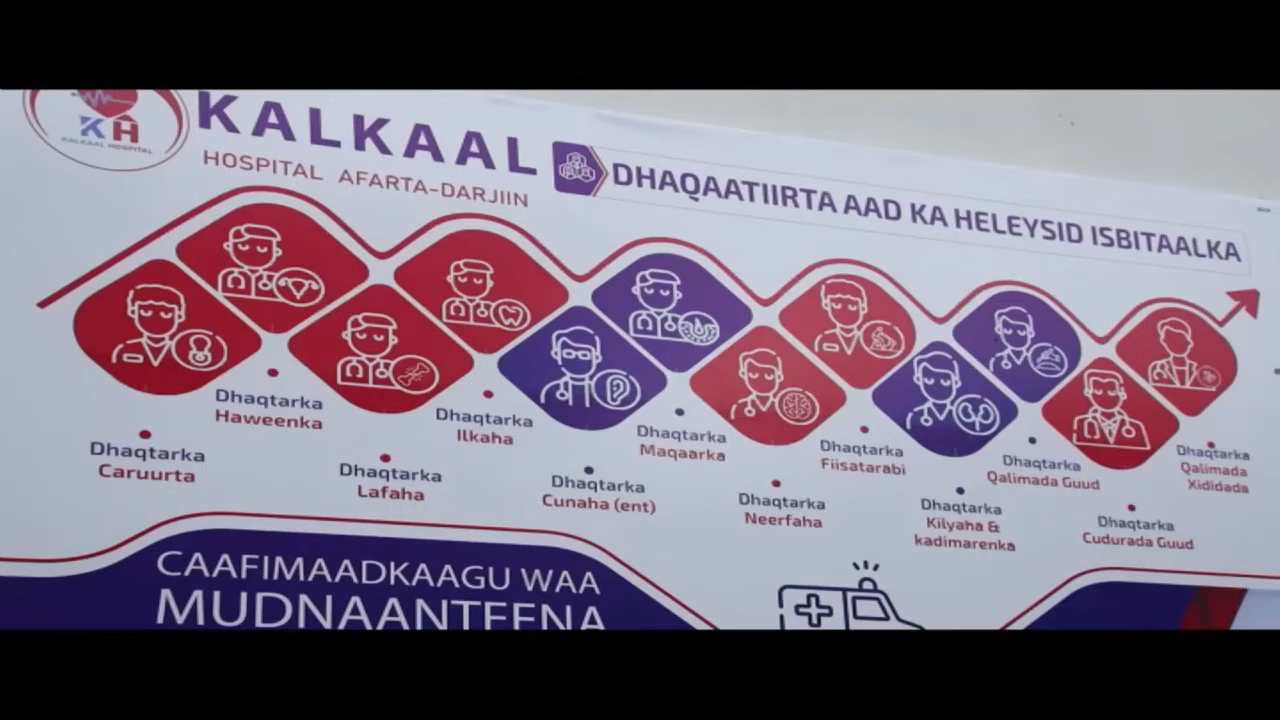 KH
KALKAAL HOSPITAL
KALKAAL
HOSPITAL AFARTA-DARJIIN
DHAQAATIIRTA AAD KA HELEYSID ISBITAALKA
Dhaqtarka
Caruurta
Dhaqtarka
Haweenka
Dhaqtarka
Lafaha
Dhaqtarka
Ilkaha
Dhaqtarka
Cunaha (ent)
Dhaqtarka
Maqaarka
Dhaqtarka
Neerfaha
Dhaqtarka
Fiisatarabi
Dhaqtarka
Kilyaha &
kadimarenka
Dhaqtarka
Qalimada Guud
Dhaqtarka
Cudurada Guud
Dhaqtarka
Qalimada
Xididada
CAAFIMAADKAAGU WAA
MUDNAANTEENA